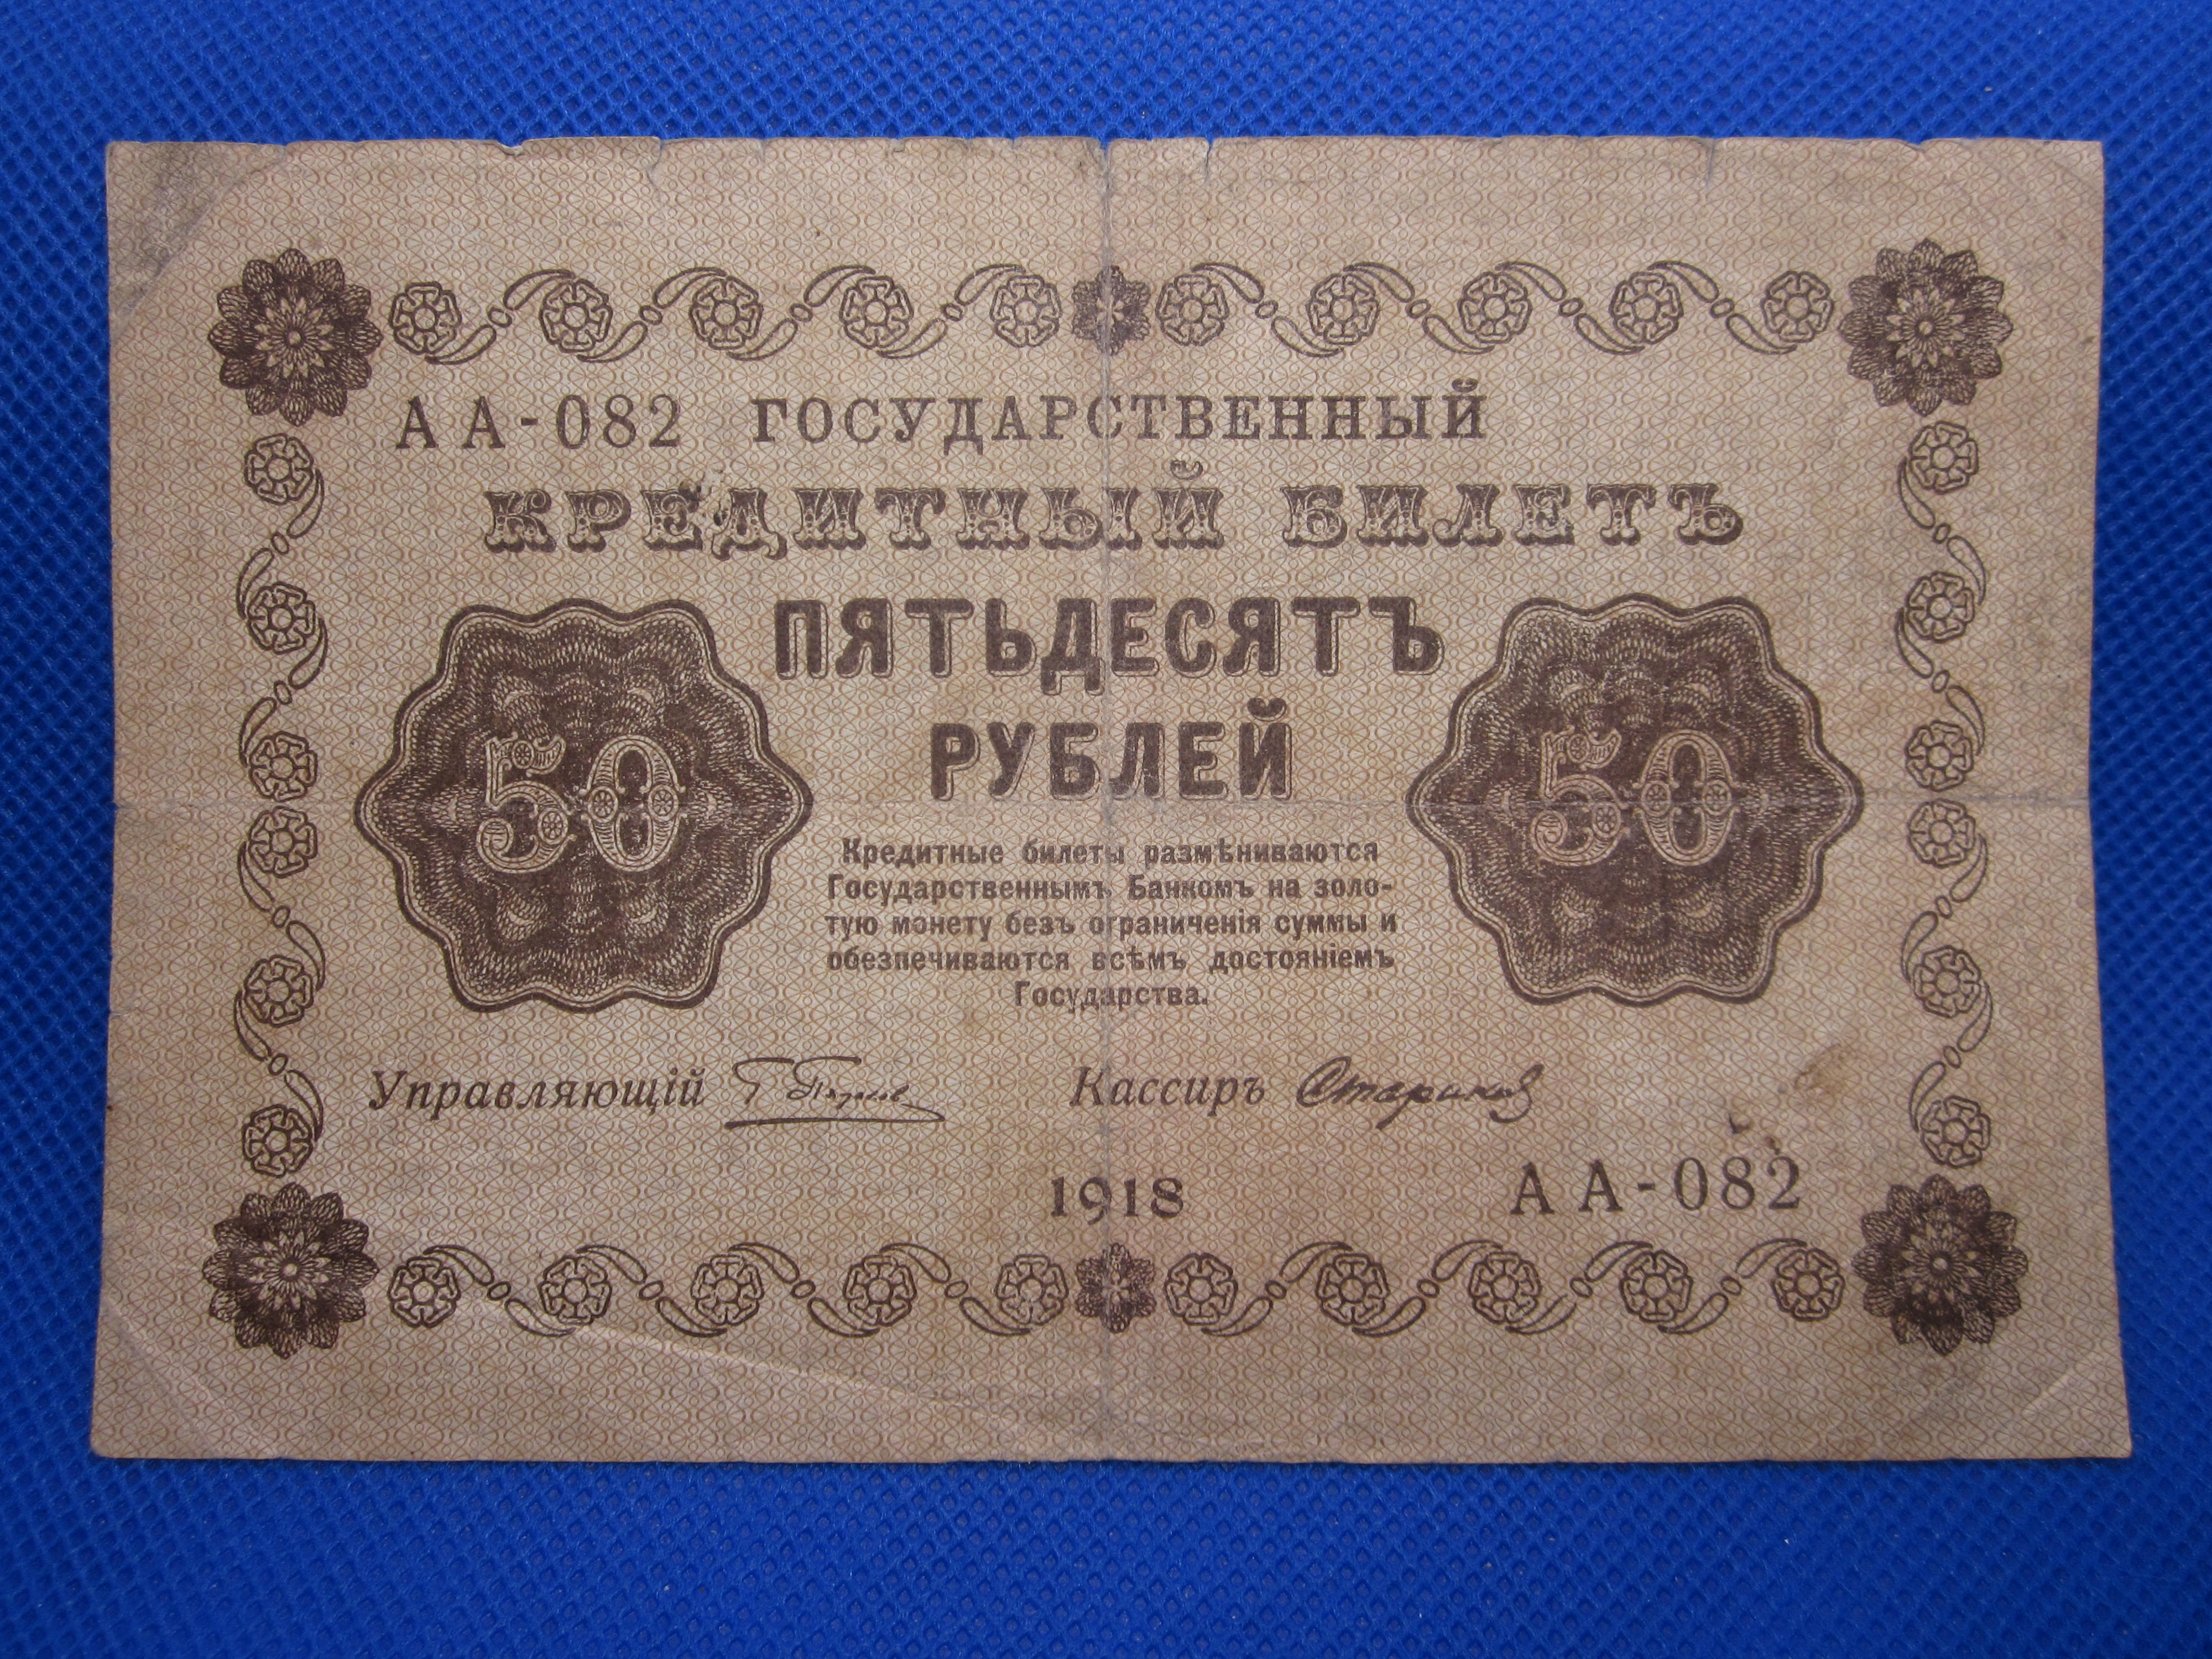 АА-082 ГОСУДАРСТВЕННЫЙ
КРЕДИТНЫЙ БИЛЕТЪ
ПЯТЬДЕСЯТЪ
РУБЛЕЙ
50 50
Кредитные билеты размѣниваются
Государственнымъ Банкомъ на золо-
тую монету безъ ограниченія суммы и
обезпечиваются всѣмъ достояніемъ
Государства.
Управляющій Кассиръ Стариков
1918 АА-082